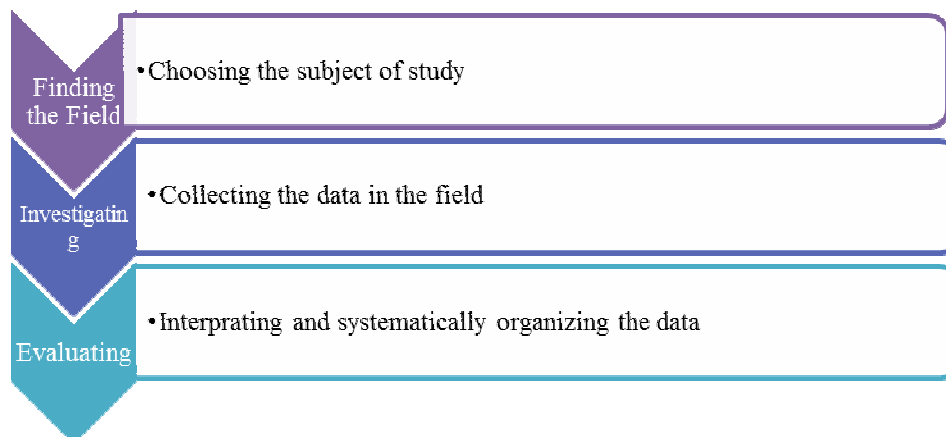 Finding
the Field
•Choosing the subject of study
Investigatin
g
•Collecting the data in the field
Evaluating
•Interprating and systematically organizing the data